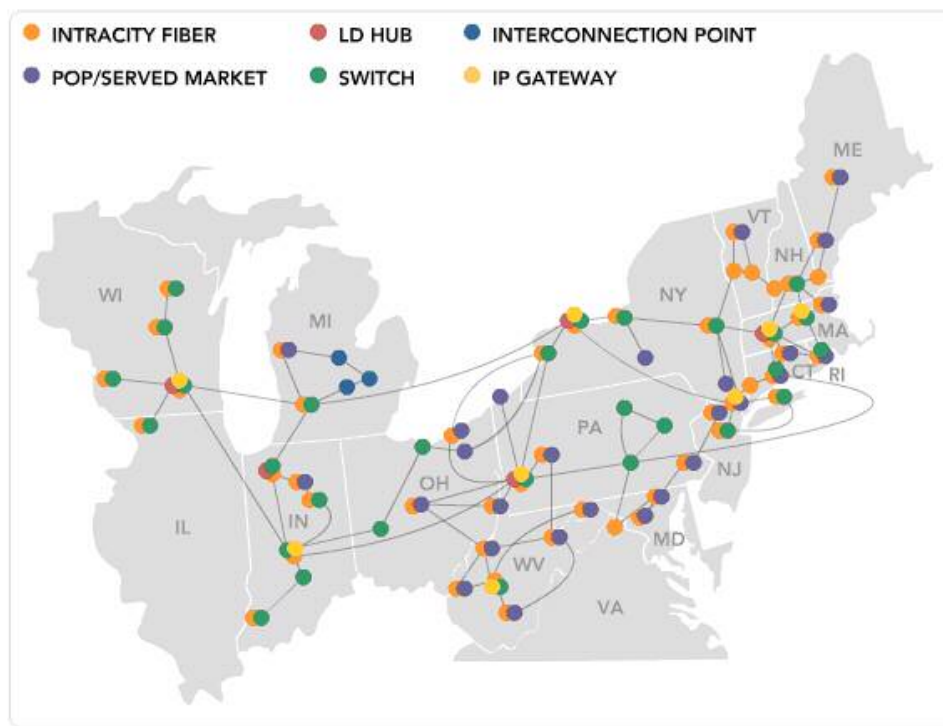 INTRACITY FIBER LD HUB INTERCONNECTION POINT
POP/SERVED MARKET SWITCH IP GATEWAY
ME
VT
NH
WI
NY
MI
MA
CT
RI
PA
OH
NJ
IN
IL
MD
WV
VA